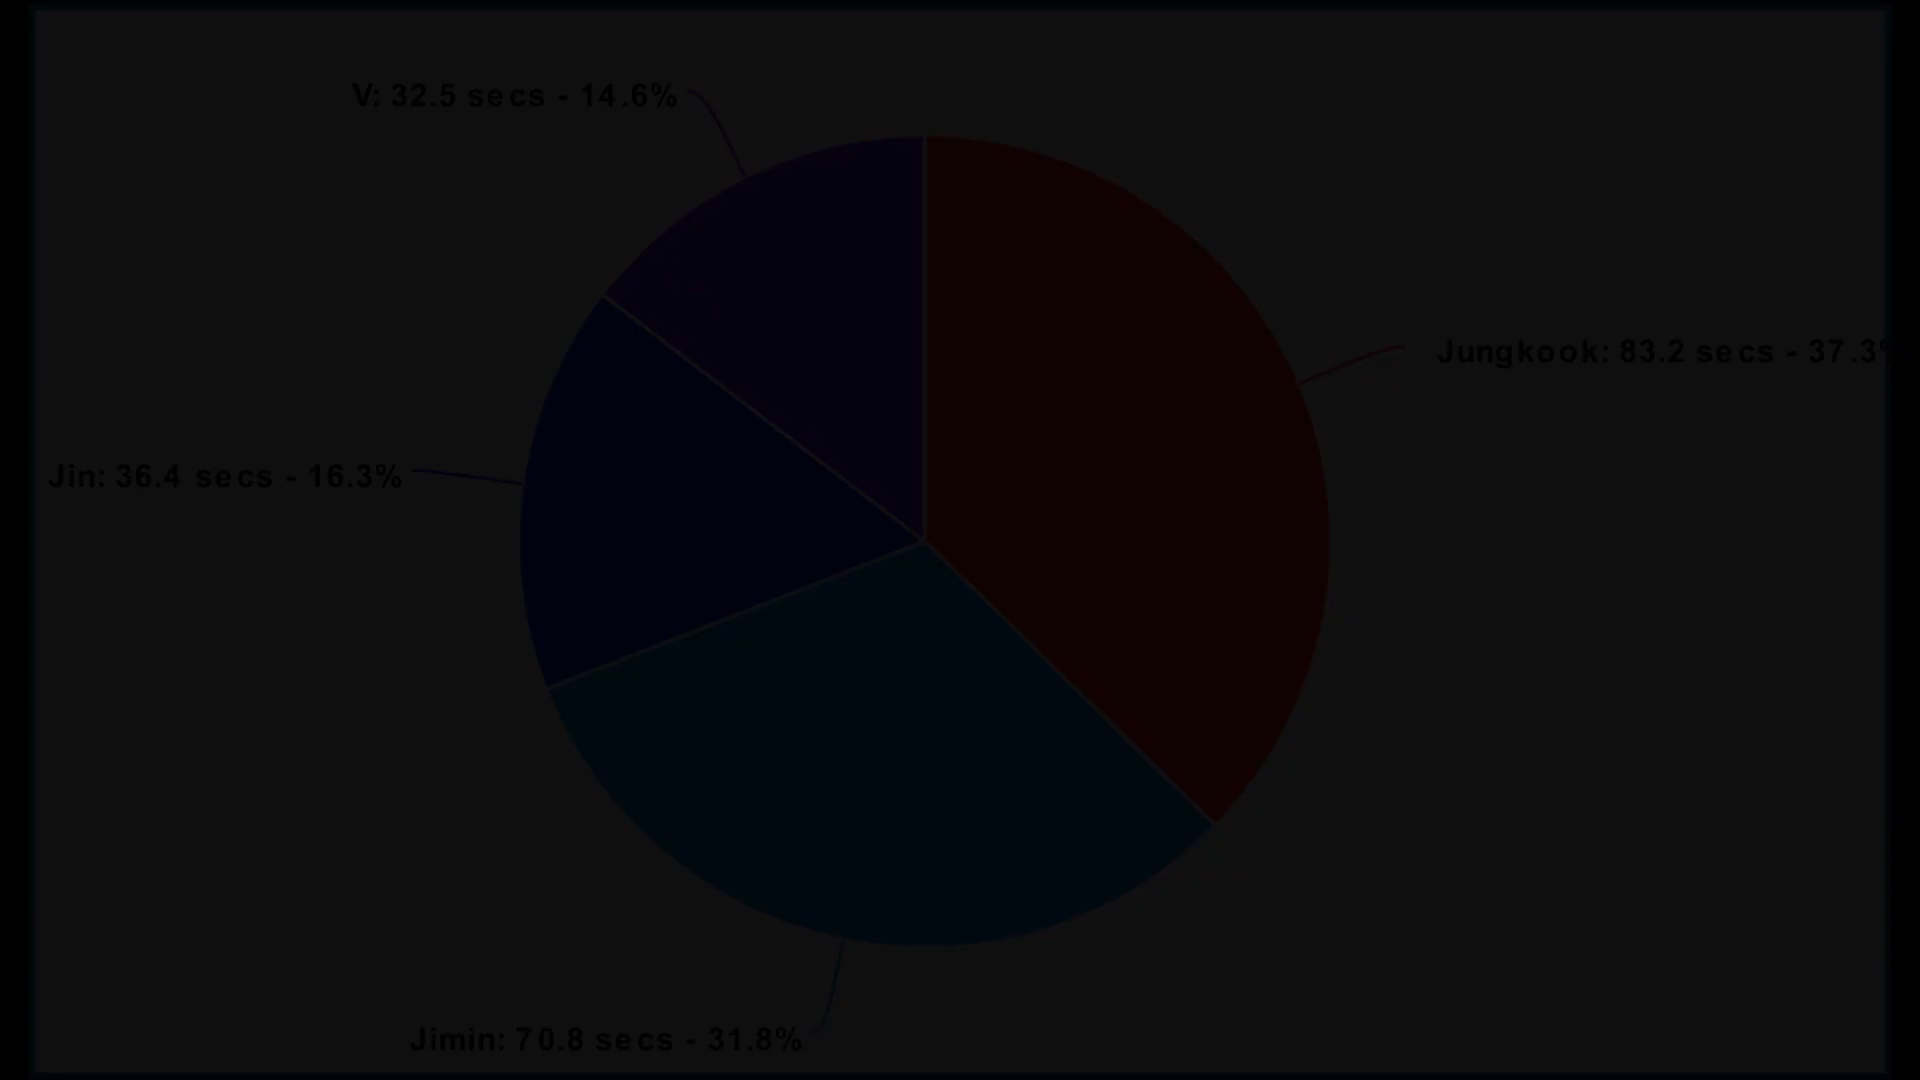 V: 32.5 secs - 14.6%
Jungkook: 83.2 secs - 37.3%
Jin: 36.4 secs - 16.3%
Jimin: 70.8 secs - 31.8%